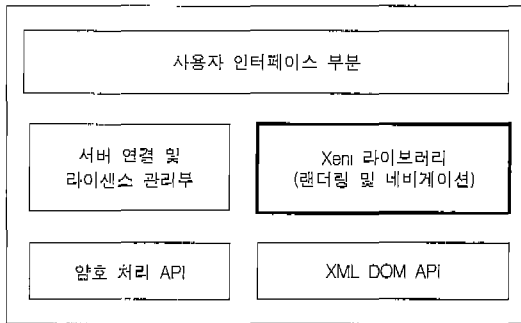 사용자 인터페이스 부분
서버 연결 및
라이센스 관리부
Xeni 라이브러리
(랜더링 및 네비게이션)
암호 처리 API
XML DOM API